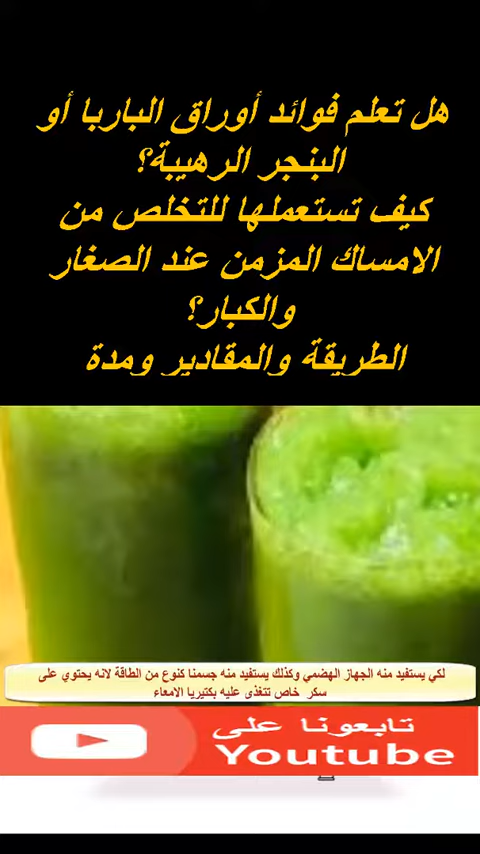 هل تعلم فوائد أوراق الباربا أو
البنجر الرهيبة؟
كيف تستعملها للتخلص من
الامساك المزمن عند الصغار
والكبار؟
الطريقة والمقادير ومدة
لكي يستفيد منه الجهاز الهضمي وكذلك يستفيد منه جسمنا كنوع من الطاقة لانه يحتوي على
سكر خاص تتغذى عليه بكتيريا الامعاء
تابعونا على
Youtube